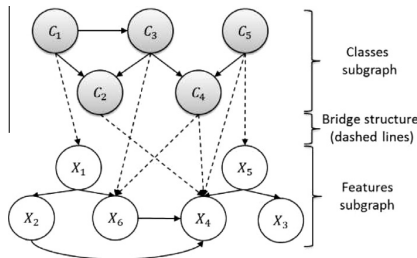 C₁ C₃ C₅
Classes
subgraph
C₂ C₄
Bridge structure
(dashed lines)
X₁ X₅
Features
subgraph
X₂ X₆ X₄ X₃